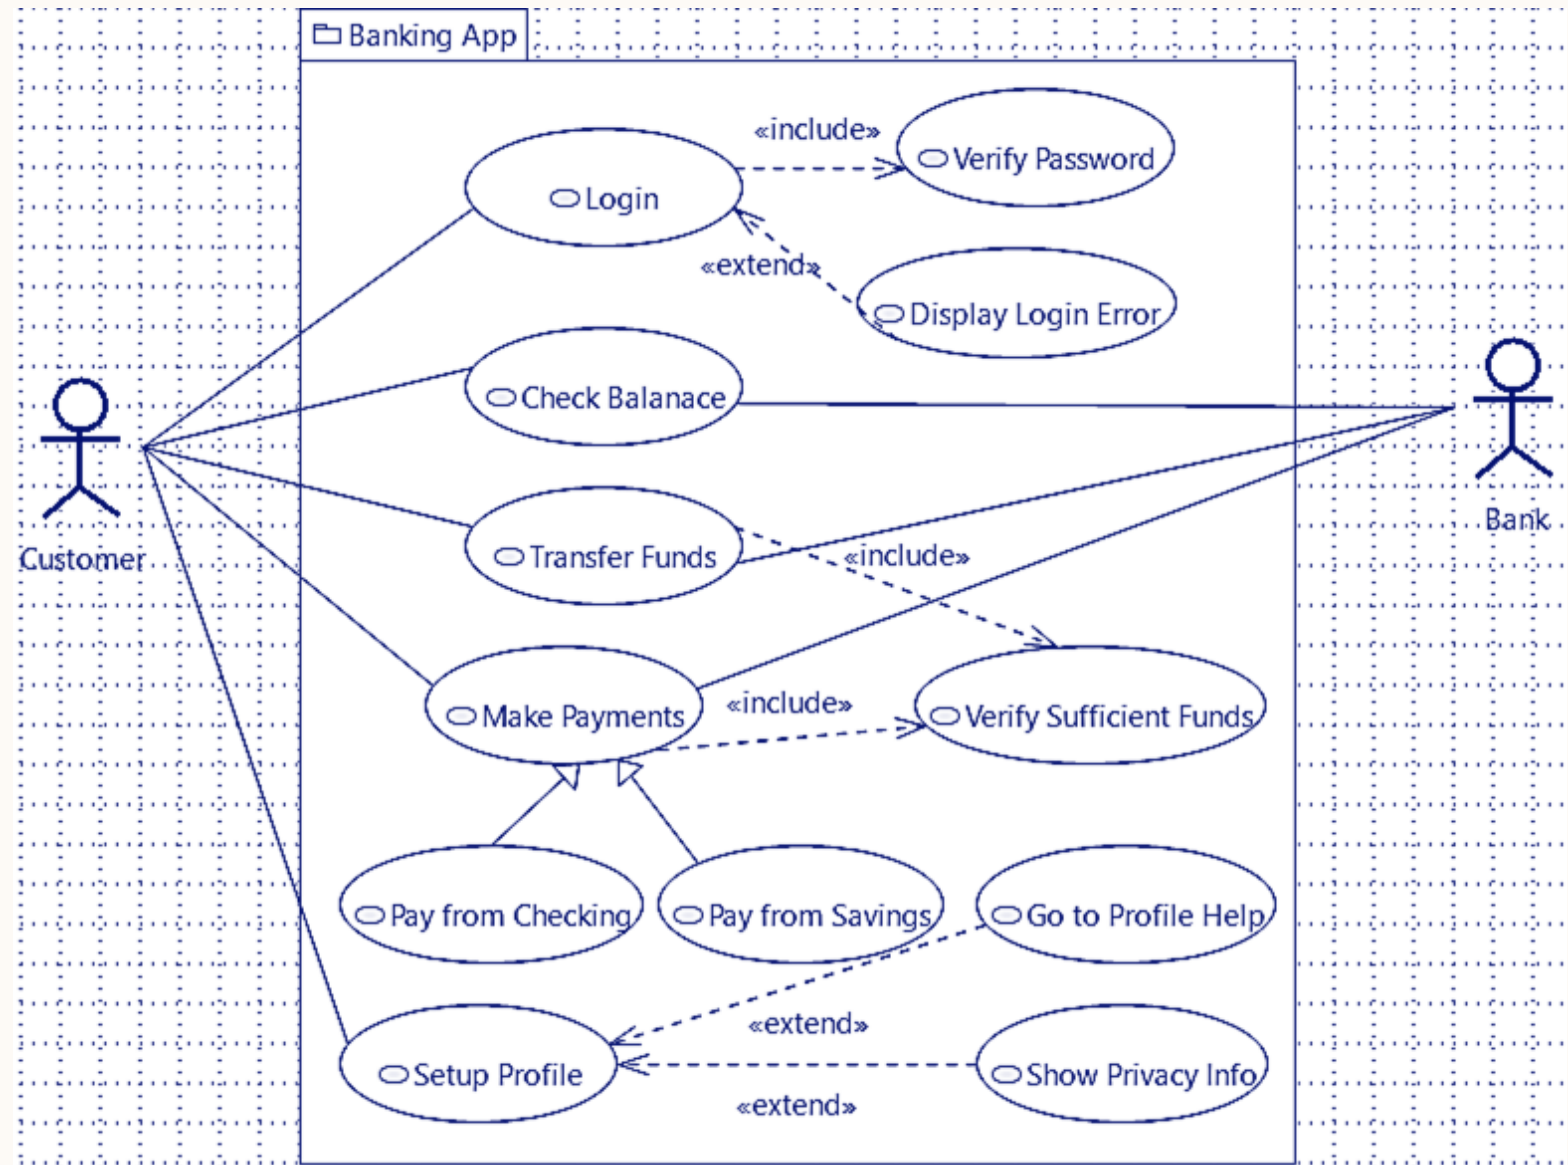 Banking App
«include»
Verify Password
Login
«extend»
Display Login Error
Check Balanace
Customer
Transfer Funds
«include»
Bank
Make Payments
«include»
Verify Sufficient Funds
Pay from Checking
Pay from Savings
Go to Profile Help
«extend»
Setup Profile
Show Privacy Info
«extend»